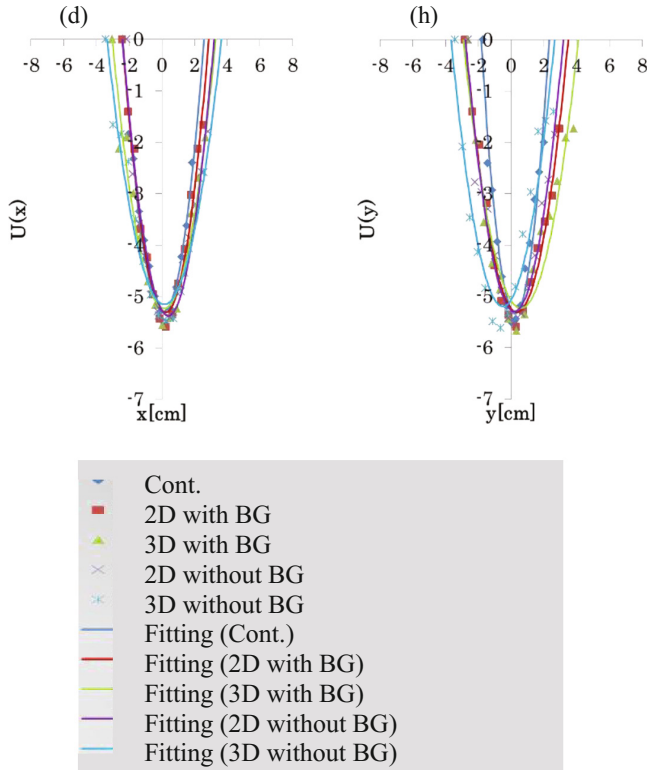 (d) (h)
-8 -6 -4 -2 0 2 4 6 8 -8 -6 -4 -2 0 2 4 6 8
0 0
-1 -1
-2 -2
-3 -3
-4 -4
-5 -5
-6 -6
-7 -7
U(x) U(y)
x[cm] y[cm]
Cont.
2D with BG
3D with BG
2D without BG
3D without BG
Fitting (Cont.)
Fitting (2D with BG)
Fitting (3D with BG)
Fitting (2D without BG)
Fitting (3D without BG)